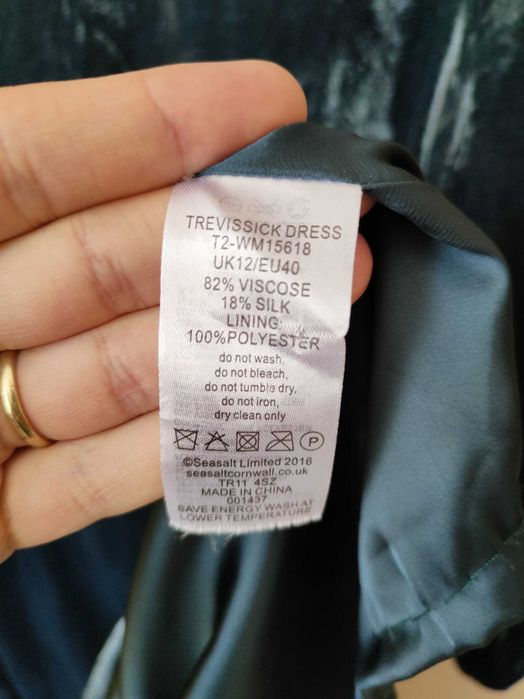 TREVISSICK DRESS
T2-WM15618
UK12/EU40
82% VISCOSE
18% SILK
LINING:
100%POLYESTER
do not wash,
do not bleach,
do not tumble dry,
do not iron,
dry clean only
P
©Seasalt Limited 2016
seasaltcornwall.co.uk
TR11 4SZ
MADE IN CHINA
001437
SAVE ENERGY WASH AT
LOWER TEMPERATURE